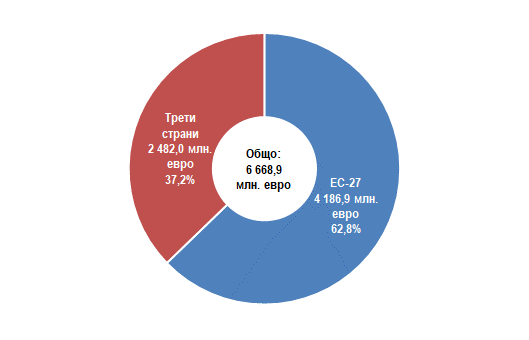 Трети
страни
2 482,0 млн.
евро
37,2%
Общо:
6 668,9
млн. евро
ЕС-27
4 186,9 млн.
евро
62,8%